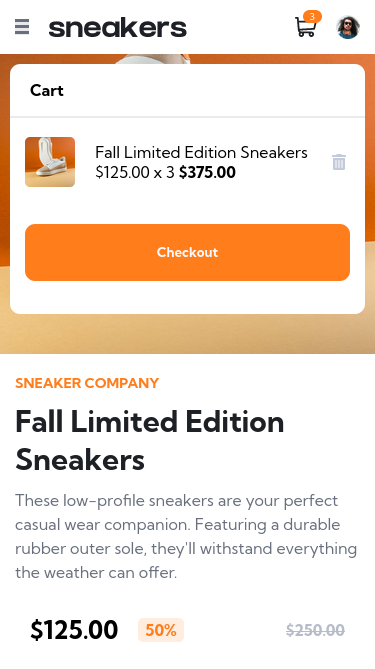 sneakers
3
Cart
Fall Limited Edition Sneakers
$125.00 x 3 $375.00
Checkout
SNEAKER COMPANY
Fall Limited Edition
Sneakers
These low-profile sneakers are your perfect
casual wear companion. Featuring a durable
rubber outer sole, they'll withstand everything
the weather can offer.
$125.00 50% $250.00